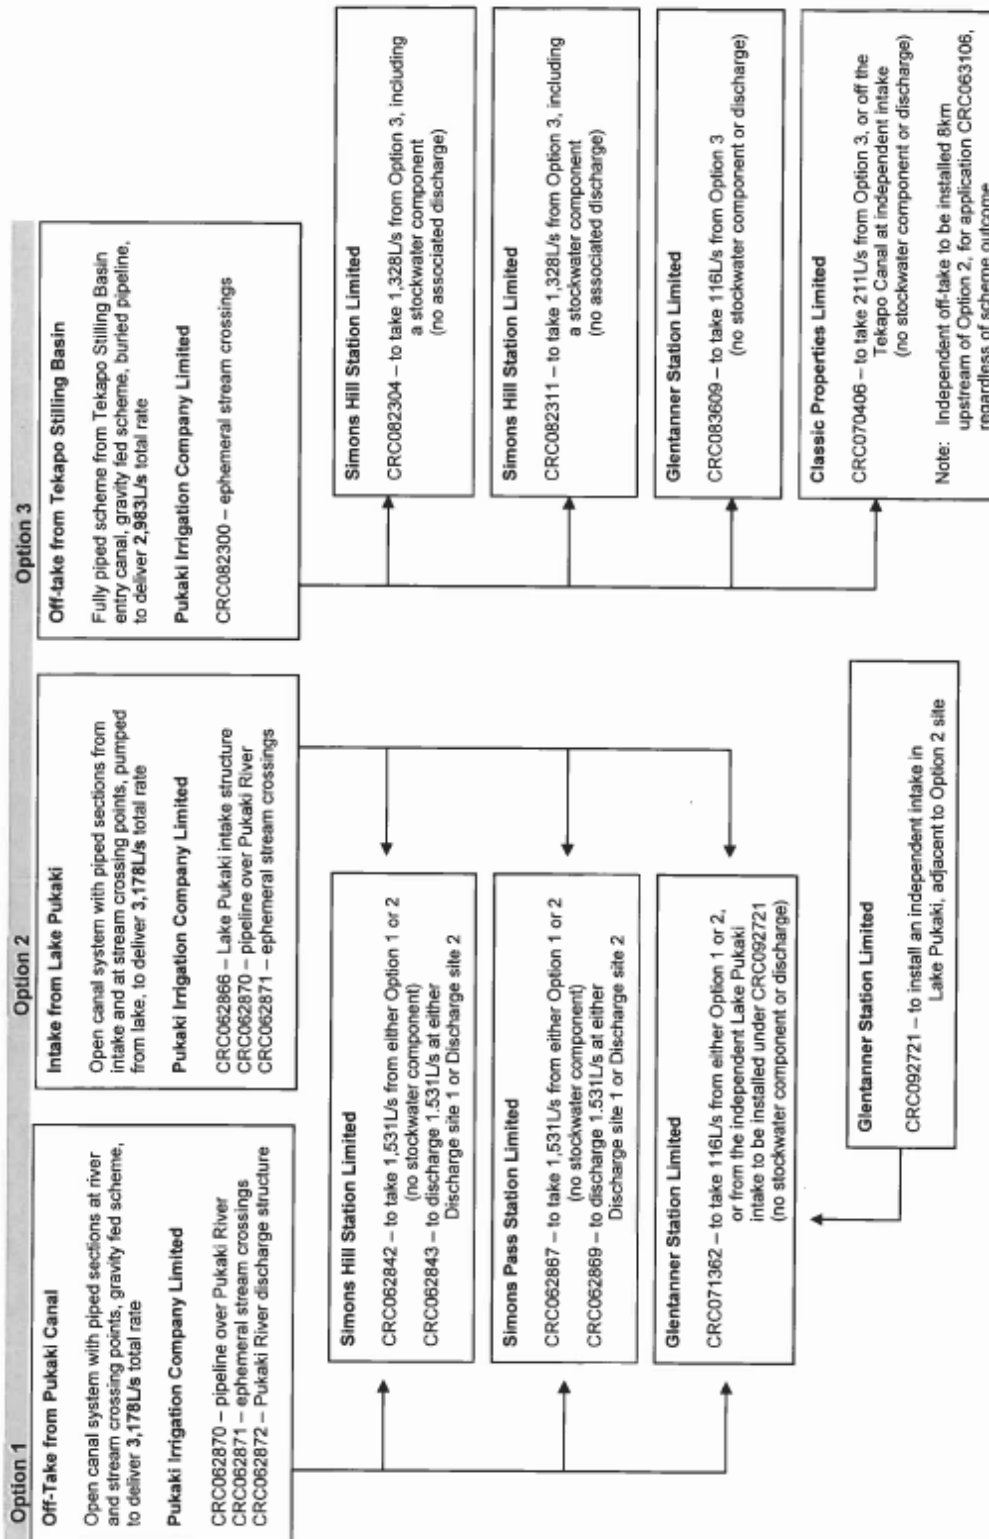 Option 1
Off-Take from Pukaki Canal
Open canal system with piped sections at river
and stream crossing points, gravity fed scheme,
to deliver 3,178L/s total rate
Pukaki Irrigation Company Limited
CRC062870 – pipeline over Pukaki River
CRC062871 – ephemeral stream crossings
CRC062872 – Pukaki River discharge structure
Option 2
Intake from Lake Pukaki
Open canal system with piped sections from
intake and at stream crossing points, pumped
from lake, to deliver 3,178L/s total rate
Pukaki Irrigation Company Limited
CRC062866 – Lake Pukaki intake structure
CRC062870 – pipeline over Pukaki River
CRC062871 – ephemeral stream crossings
Option 3
Off-take from Tekapo Stilling Basin
Fully piped scheme from Tekapo Stilling Basin
entry canal, gravity fed scheme, buried pipeline,
to deliver 2,983L/s total rate
Pukaki Irrigation Company Limited
CRC082300 – ephemeral stream crossings
Simons Hill Station Limited
CRC062842 – to take 1,531L/s from either Option 1 or 2
(no stockwater component)
CRC062843 – to discharge 1.531L/s at either
Discharge site 1 or Discharge site 2
Simons Pass Station Limited
CRC062867 – to take 1,531L/s from either Option 1 or 2
(no stockwater component)
CRC062869 – to discharge 1.531L/s at either
Discharge site 1 or Discharge site 2
Glentanner Station Limited
CRC071362 – to take 116L/s from either Option 1 or 2,
or from the independent Lake Pukaki
intake to be installed under CRC092721
(no stockwater component or discharge)
Glentanner Station Limited
CRC092721 – to install an independent intake in
Lake Pukaki, adjacent to Option 2 site
Simons Hill Station Limited
CRC082304 – to take 1,328L/s from Option 3, including
a stockwater component
(no associated discharge)
Simons Hill Station Limited
CRC082311 – to take 1,328L/s from Option 3, including
a stockwater component
(no associated discharge)
Glentanner Station Limited
CRC083609 – to take 116L/s from Option 3
(no stockwater component or discharge)
Classic Properties Limited
CRC070406 – to take 211L/s from Option 3, or off the
Tekapo Canal at independent intake
(no stockwater component or discharge)
Note: Independent off-take to be installed 8km
upstream of Option 2, for application CRC063106,
regardless of scheme outcome